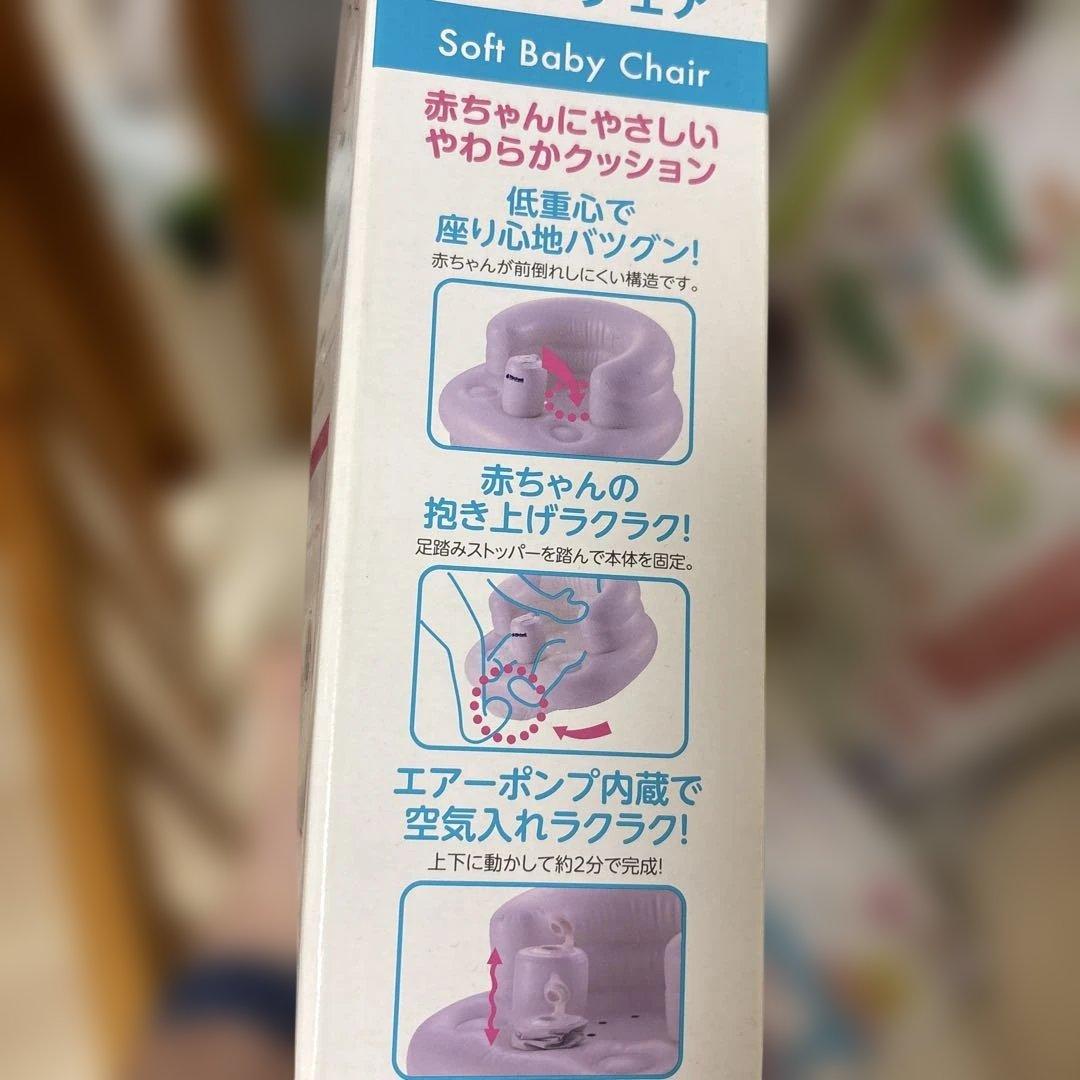 Soft Baby Chair
赤ちゃんにやさしい
やわらかクッション
低重心で
座り心地バツグン!
赤ちゃんが前倒れしにくい構造です。
赤ちゃんの
抱き上げラクラク!
足踏みストッパーを踏んで本体を固定。
エアーポンプ内蔵で
空気入れラクラク!
上下に動かして約2分で完成!